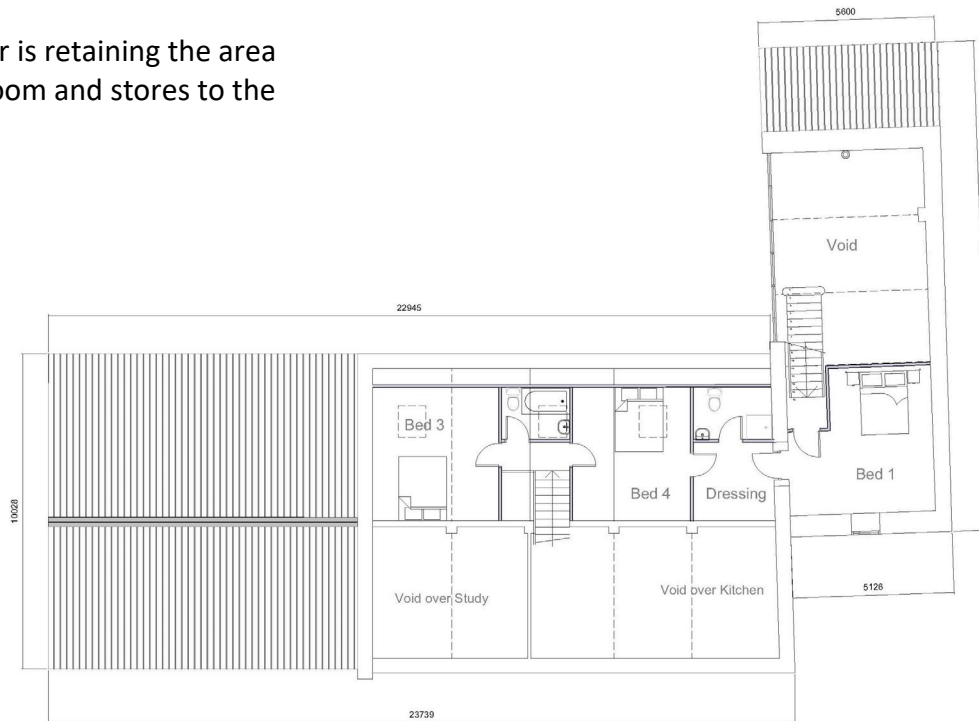 r is retaining the area
oom and stores to the
5600
Void
22945
10028
Bed 3
Bed 4
Dressing
Bed 1
Void over Study
Void over Kitchen
5126
23739